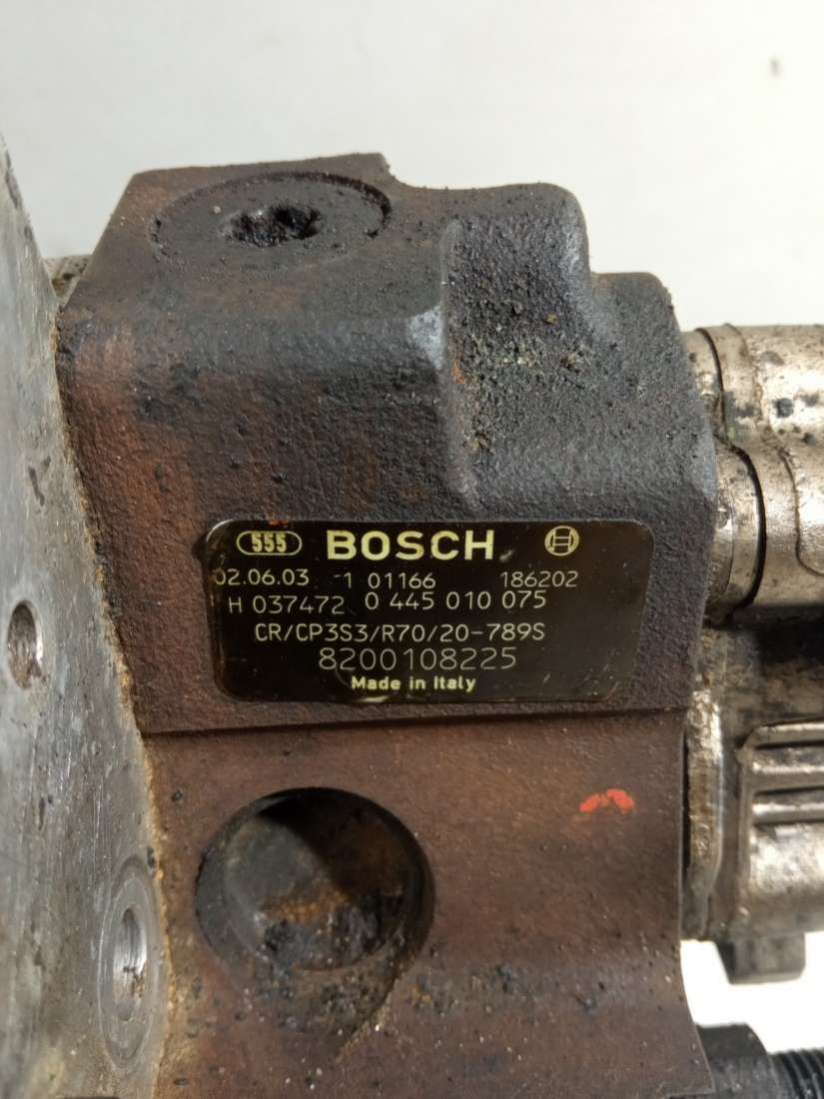 555 BOSCH
02.06.03 -1 01166 186202
H 037472 0 445 010 075
CR/CP3S3/R70/20-789S
8200108225
Made in Italy